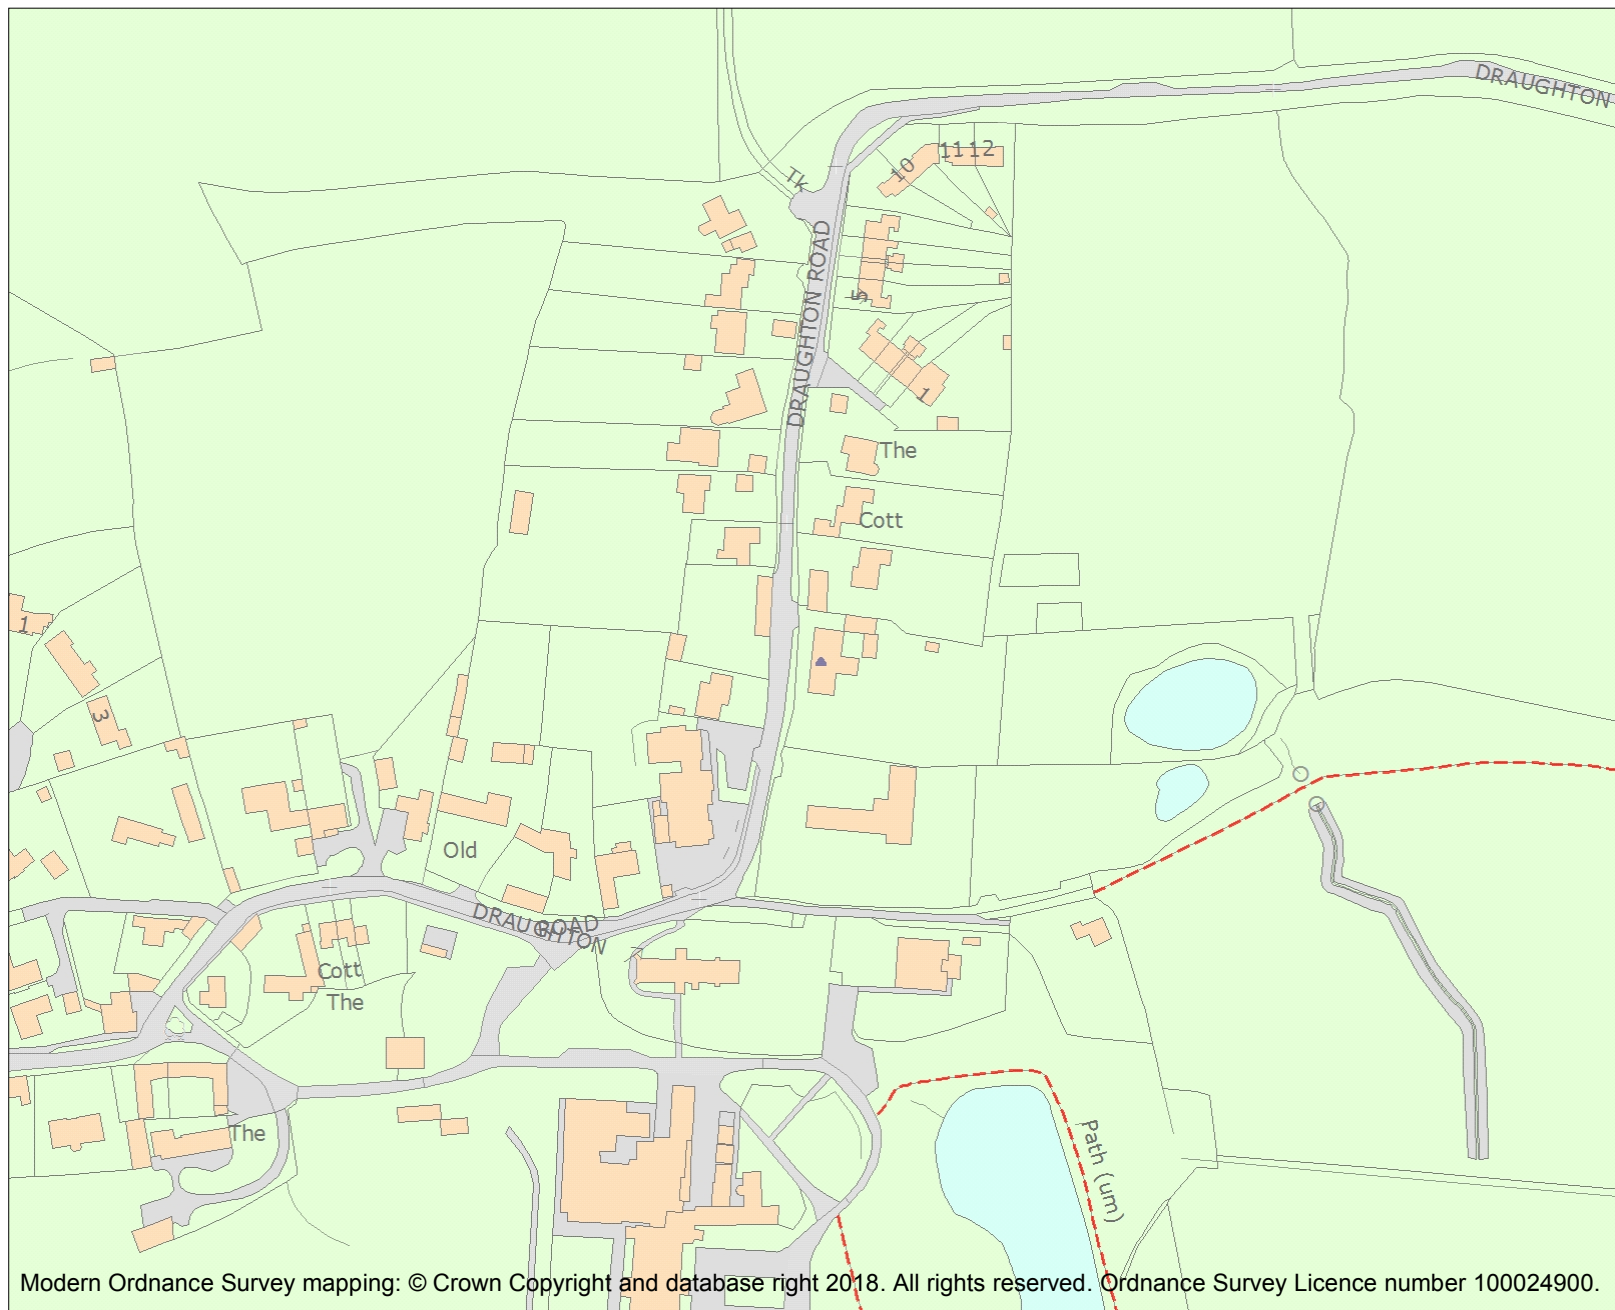 DRAUGHTON
Tk
10
11 12
DRAUGHTON ROAD
5
1
The
Cott
1
3
Old
DRAUGHTON
ROAD
Cott
The
The
Path (um)
Modern Ordnance Survey mapping: © Crown Copyright and database right 2018. All rights reserved. Ordnance Survey Licence number 100024900.